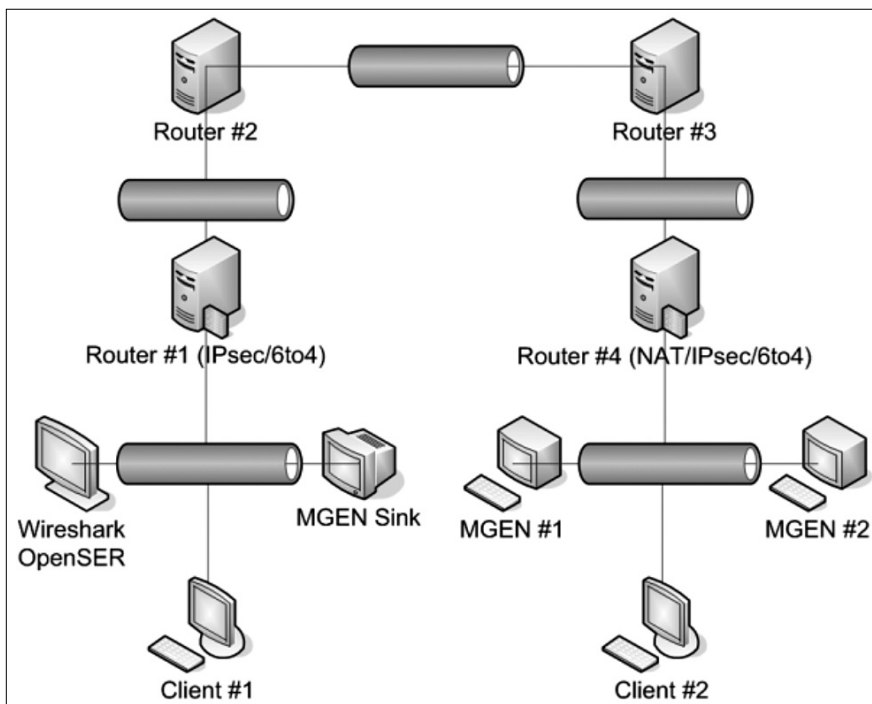 Router #2
Router #3
Router #1 (IPsec/6to4)
Router #4 (NAT/IPsec/6to4)
Wireshark
OpenSER
MGEN Sink
MGEN #1
MGEN #2
Client #1
Client #2